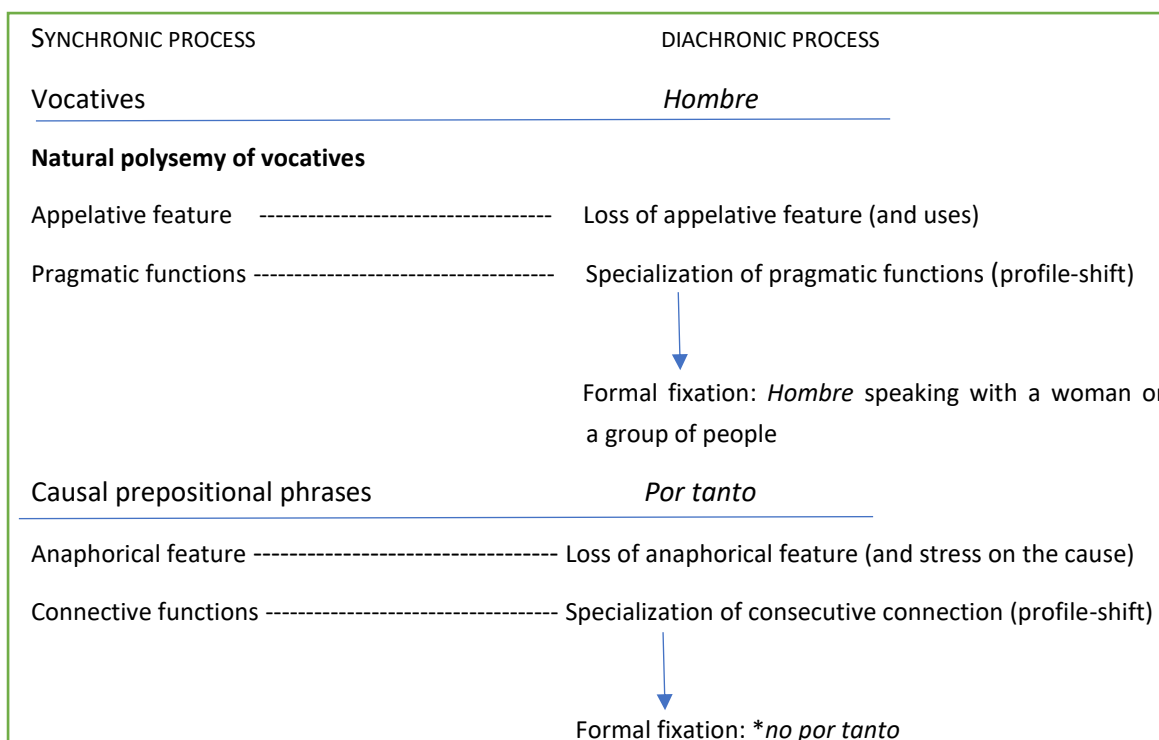 SYNCHRONIC PROCESS DIACHRONIC PROCESS
Vocatives Hombre
Natural polysemy of vocatives
Appelative feature ------------------------------------ Loss of appelative feature (and uses)
Pragmatic functions ------------------------------------- Specialization of pragmatic functions (profile-shift)
Formal fixation: Hombre speaking with a woman or
a group of people
Causal prepositional phrases Por tanto
Anaphorical feature ------------------------------------- Loss of anaphorical feature (and stress on the cause)
Connective functions ----------------------------------- Specialization of consecutive connection (profile-shift)
Formal fixation: *no por tanto